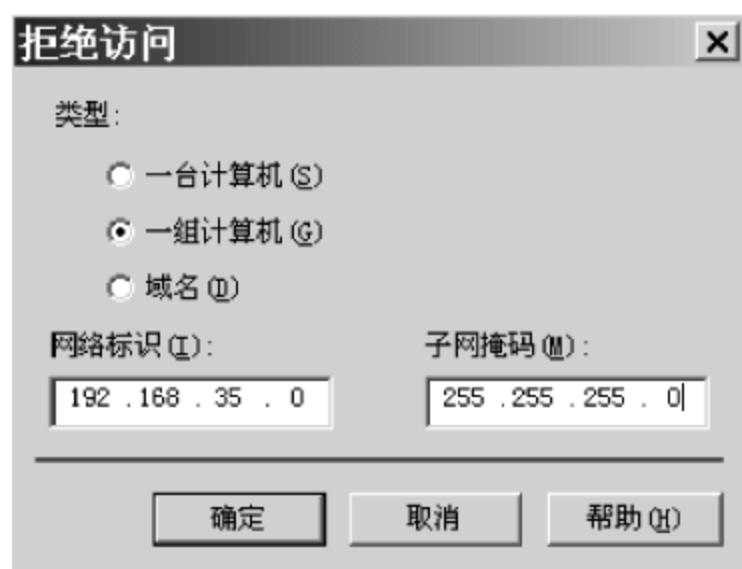 拒绝访问
类型:
一台计算机(S)
一组计算机(G)
域名(D)
网络标识(I): 子网掩码(M):
192 .168 . 35 . 0 255 .255 .255 . 0
确定 取消 帮助(H)